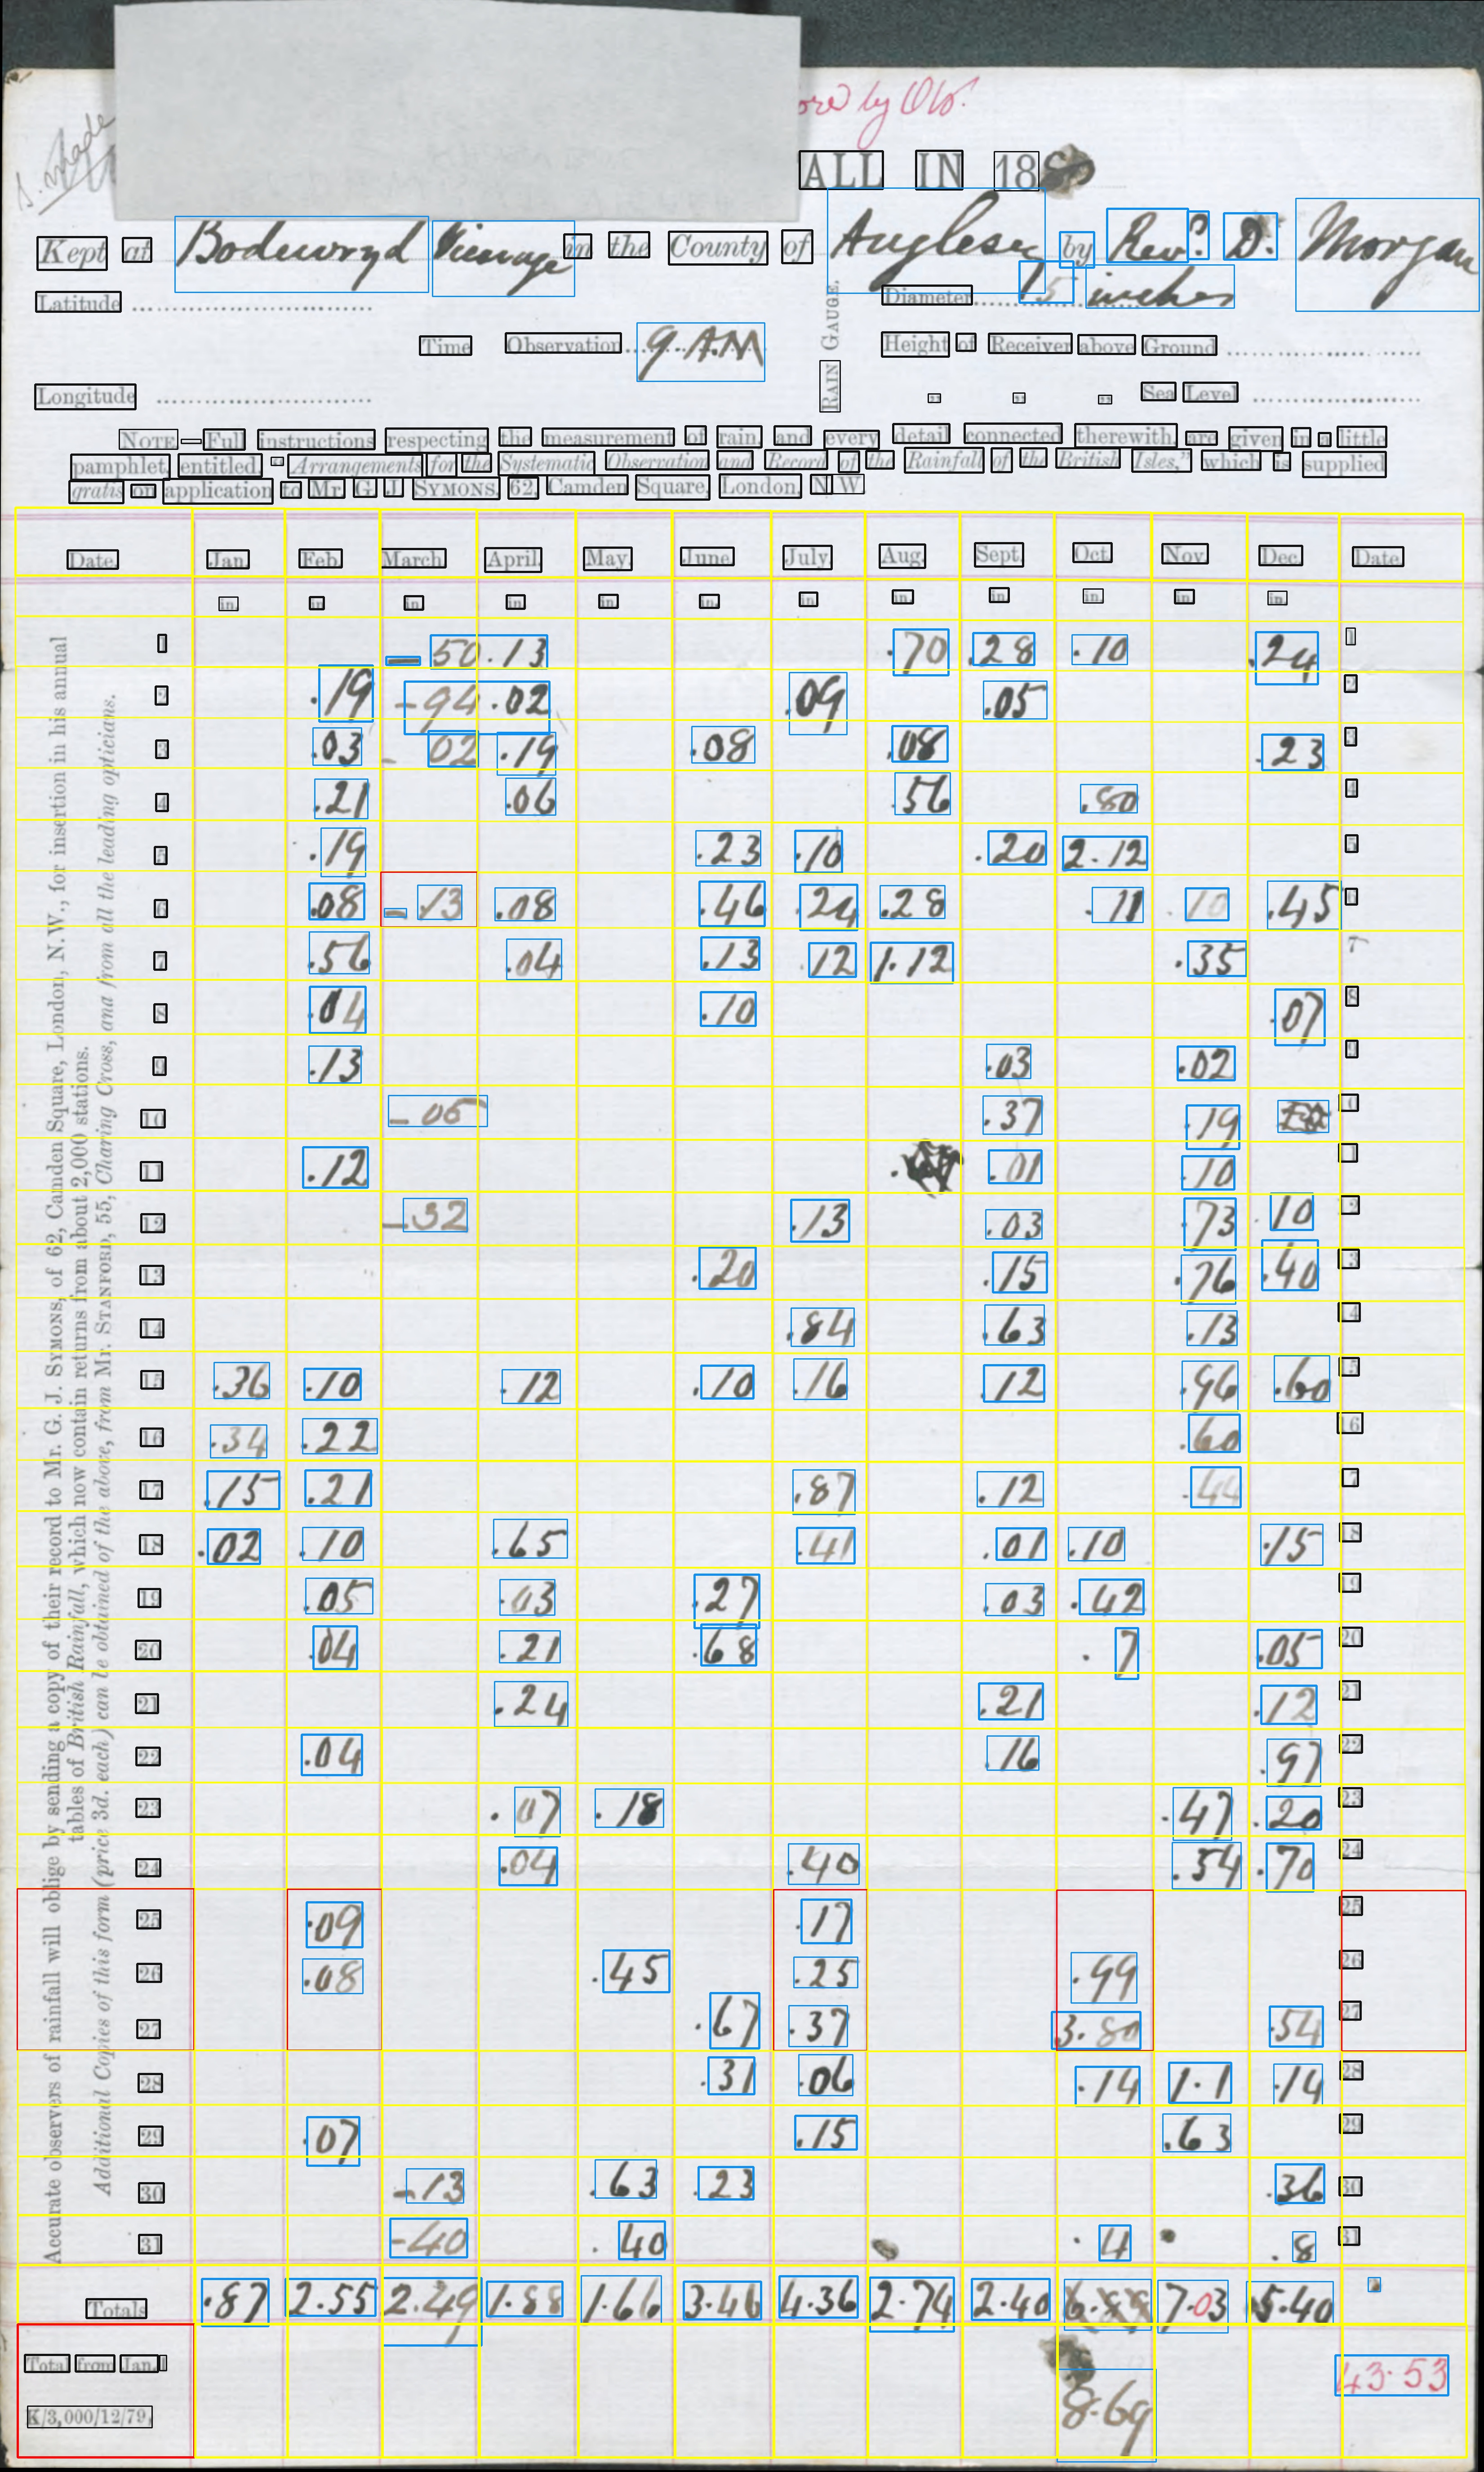 ored by Obr.
S. made
ALL IN 188
Kept at Bodewryd Vicarage in the County of Anglesey by Revd. D. Morgan
Latitude
Diameter 5 inches
Time Observation 9 A.M
Height of Receiver above Ground
Longitude
RAIN GAUGE.
" " " Sea Level
NOTE.—Full instructions respecting the measurement of rain, and every detail connected therewith, are given in a little
pamphlet, entitled, "Arrangements for the Systematic Observation and Record of the Rainfall of the British Isles," which is supplied
gratis on application to Mr. G. J. SYMONS, 62, Camden Square, London, N.W.
Date. Jan. Feb. March. April. May. June. July. Aug. Sept. Oct. Nov. Dec. Date.
in. in. in. in. in. in. in. in. in. in. in. in.
1 — 50 .13 .70 .28 .10 .24 1
2 .19 -94 .02 .09 .05 2
3 .03 - 02 .19 .08 .08 .23 3
4 .21 .06 .56 .80 4
5 .19 .23 .10 .20 2.12 5
6 .08 - .13 .08 .46 .24 .28 .11 .10 .45 6
7 .56 .04 .13 .12 1.12 .35 7
8 .04 .10 .07 8
9 .13 .03 .02 9
10 -05 .37 .19 10
11 .12 .01 .10 11
12 -32 .13 .03 .73 .10 12
13 .20 .15 .76 .40 13
14 .84 .63 .13 14
15 .36 .10 .12 .10 .16 .12 .96 .60 15
16 .34 .22 .60 16
17 .15 .21 .87 .12 .44 17
18 .02 .10 .65 .41 .01 .10 .15 18
19 .05 .03 .27 .03 .42 19
20 .04 .21 .68 . 7 .05 20
21 .24 .21 .12 21
22 .04 .16 .97 22
23 .07 .18 .47 .20 23
24 .04 .40 .54 .70 24
25 .09 .17 25
26 .08 .45 .25 .99 26
27 .67 .37 3.80 .54 27
28 .31 .06 .14 1.1 .14 28
29 .07 .15 .63 29
30 -13 .63 .23 .36 30
31 -40 .40 . 4 . 8 31
Totals .87 2.55 2.49 1.88 1.66 3.46 4.36 2.74 2.40 6.89 7.03 5.40
Total from Jan. 1 8.69 43.53
K/3,000/12/79.
Accurate observers of rainfall will oblige by sending a copy of their record to Mr. G. J. SYMONS, of 62, Camden Square, London, N.W., for insertion in his annual
tables of British Rainfall, which now contain returns from about 2,000 stations.
Additional Copies of this form (price 3d. each) can be obtained of the above, from Mr. STANFORD, 55, Charing Cross, and from all the leading opticians.